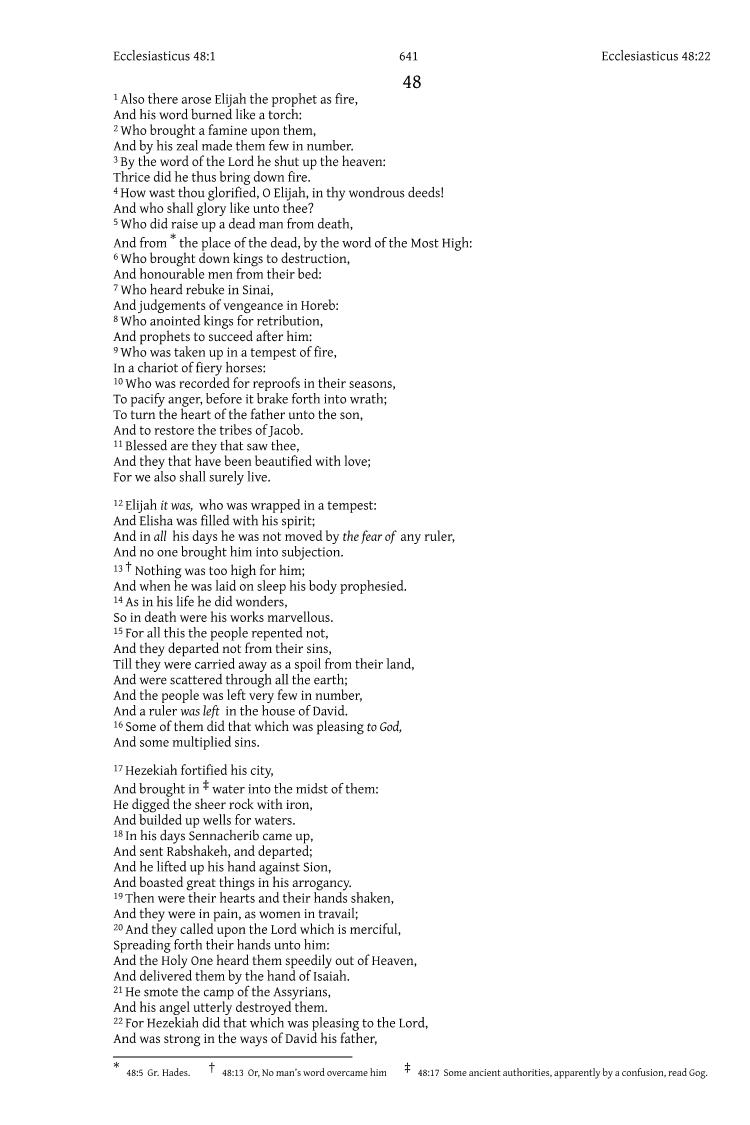 Ecclesiasticus 48:1 641 Ecclesiasticus 48:22
48
1 Also there arose Elijah the prophet as fire,
And his word burned like a torch:
2 Who brought a famine upon them,
And by his zeal made them few in number.
3 By the word of the Lord he shut up the heaven:
Thrice did he thus bring down fire.
4 How wast thou glorified, O Elijah, in thy wondrous deeds!
And who shall glory like unto thee?
5 Who did raise up a dead man from death,
And from * the place of the dead, by the word of the Most High:
6 Who brought down kings to destruction,
And honourable men from their bed:
7 Who heard rebuke in Sinai,
And judgements of vengeance in Horeb:
8 Who anointed kings for retribution,
And prophets to succeed after him:
9 Who was taken up in a tempest of fire,
In a chariot of fiery horses:
10 Who was recorded for reproofs in their seasons,
To pacify anger, before it brake forth into wrath;
To turn the heart of the father unto the son,
And to restore the tribes of Jacob.
11 Blessed are they that saw thee,
And they that have been beautified with love;
For we also shall surely live.
12 Elijah it was, who was wrapped in a tempest:
And Elisha was filled with his spirit;
And in all his days he was not moved by the fear of any ruler,
And no one brought him into subjection.
13 † Nothing was too high for him;
And when he was laid on sleep his body prophesied.
14 As in his life he did wonders,
So in death were his works marvellous.
15 For all this the people repented not,
And they departed not from their sins,
Till they were carried away as a spoil from their land,
And were scattered through all the earth;
And the people was left very few in number,
And a ruler was left in the house of David.
16 Some of them did that which was pleasing to God,
And some multiplied sins.
17 Hezekiah fortified his city,
And brought in ‡ water into the midst of them:
He digged the sheer rock with iron,
And builded up wells for waters.
18 In his days Sennacherib came up,
And sent Rabshakeh, and departed;
And he lifted up his hand against Sion,
And boasted great things in his arrogancy.
19 Then were their hearts and their hands shaken,
And they were in pain, as women in travail;
20 And they called upon the Lord which is merciful,
Spreading forth their hands unto him:
And the Holy One heard them speedily out of Heaven,
And delivered them by the hand of Isaiah.
21 He smote the camp of the Assyrians,
And his angel utterly destroyed them.
22 For Hezekiah did that which was pleasing to the Lord,
And was strong in the ways of David his father,
* 48:5 Gr. Hades. † 48:13 Or, No man's word overcame him ‡ 48:17 Some ancient authorities, apparently by a confusion, read Gog.